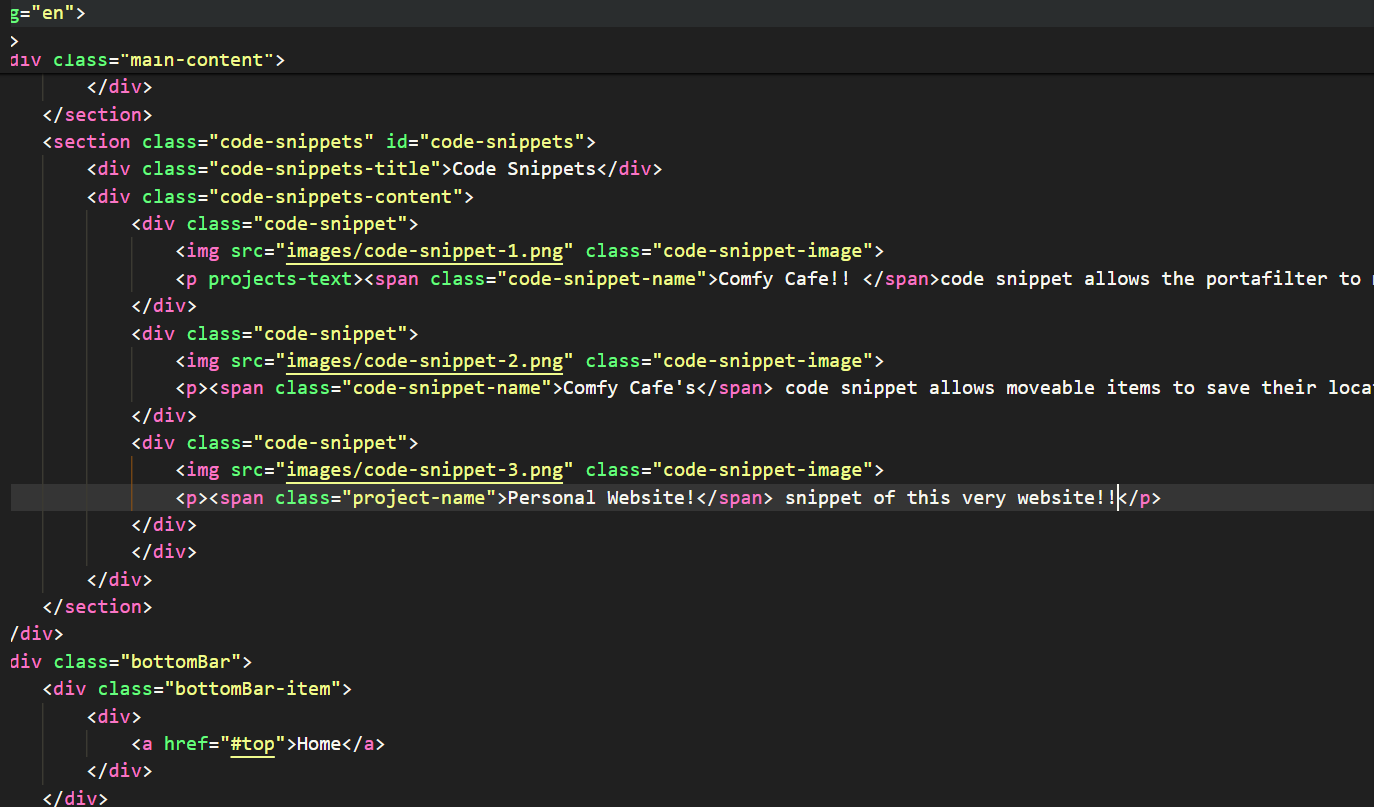 g="en">
>
div class="main-content">
</div>
</section>
<section class="code-snippets" id="code-snippets">
<div class="code-snippets-title">Code Snippets</div>
<div class="code-snippets-content">
<div class="code-snippet">
<img src="images/code-snippet-1.png" class="code-snippet-image">
<p projects-text><span class="code-snippet-name">Comfy Cafe!! </span>code snippet allows the portafilter to
</div>
<div class="code-snippet">
<img src="images/code-snippet-2.png" class="code-snippet-image">
<p><span class="code-snippet-name">Comfy Cafe's</span> code snippet allows moveable items to save their loca
</div>
<div class="code-snippet">
<img src="images/code-snippet-3.png" class="code-snippet-image">
<p><span class="project-name">Personal Website!</span> snippet of this very website!!</p>
</div>
</div>
</div>
</section>
/div>
div class="bottomBar">
<div class="bottomBar-item">
<div>
<a href="#top">Home</a>
</div>
</div>